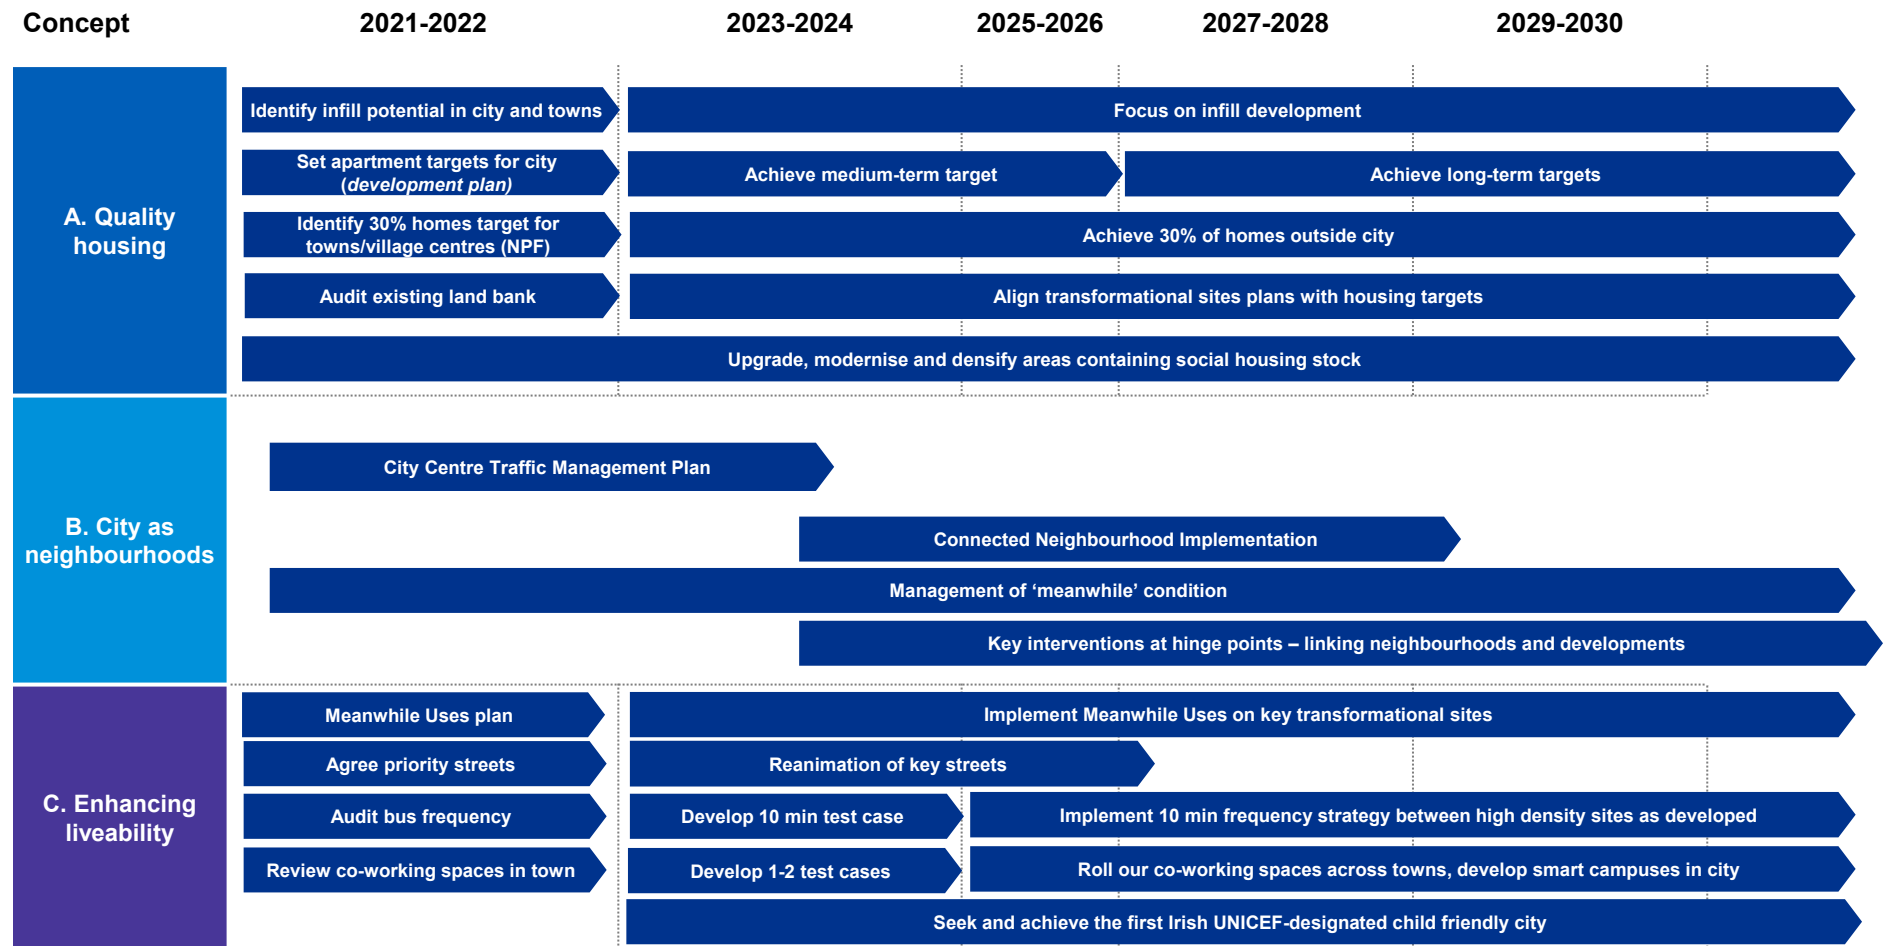 Concept 2021-2022 2023-2024 2025-2026 2027-2028 2029-2030
A. Quality
housing
Identify infill potential in city and towns
Focus on infill development
Set apartment targets for city
(development plan)
Achieve medium-term target
Achieve long-term targets
Identify 30% homes target for
towns/village centres (NPF)
Achieve 30% of homes outside city
Audit existing land bank
Align transformational sites plans with housing targets
Upgrade, modernise and densify areas containing social housing stock
B. City as
neighbourhoods
City Centre Traffic Management Plan
Connected Neighbourhood Implementation
Management of ‘meanwhile’ condition
Key interventions at hinge points – linking neighbourhoods and developments
C. Enhancing
liveability
Meanwhile Uses plan
Implement Meanwhile Uses on key transformational sites
Agree priority streets
Reanimation of key streets
Audit bus frequency
Develop 10 min test case
Implement 10 min frequency strategy between high density sites as developed
Review co-working spaces in town
Develop 1-2 test cases
Roll our co-working spaces across towns, develop smart campuses in city
Seek and achieve the first Irish UNICEF-designated child friendly city